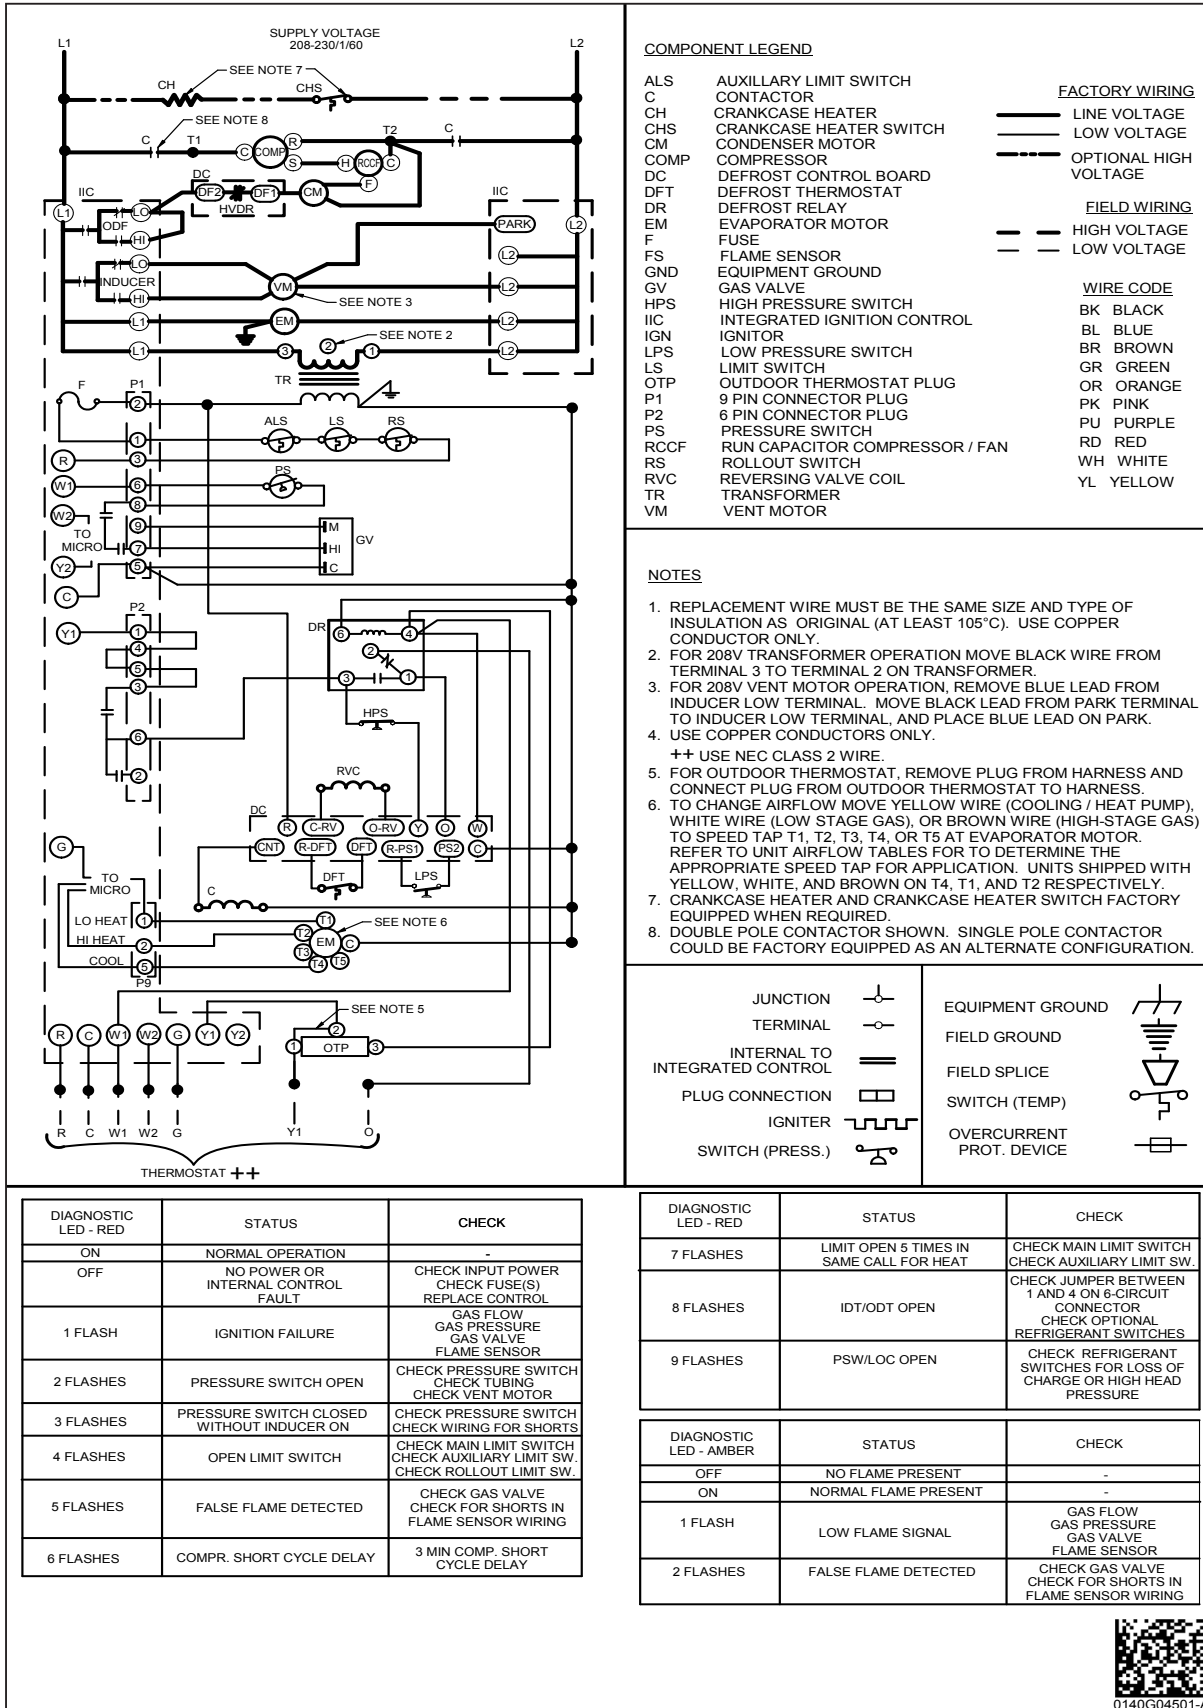 SUPPLY VOLTAGE
208-230/1/60
L1
L2
SEE NOTE 7
CH
CHS
SEE NOTE 8
C
T1
C
COMP
R
S
H
RCCF
C
F
T2
C
DC
DF2
DF1
HVDR
CM
IIC
L1
LO
ODF
HI
LO
INDUCER
HI
VM
SEE NOTE 3
IIC
PARK
L2
L2
L2
L1
EM
L2
SEE NOTE 2
L1
3
2
1
L2
TR
F
P1
2
1
3
R
ALS
LS
RS
W1
6
PS
8
W2
9
TO
MICRO
7
Y2
5
C
M
HI
C
GV
P2
Y1
1
4
5
3
6
2
DR
6
4
2
3
1
HPS
RVC
DC
R
C-RV
O-RV
Y
O
W
CNT
R-DFT
DFT
R-PS1
PS2
C
DFT
LPS
C
G
TO
MICRO
LO HEAT
1
HI HEAT
2
COOL
5
P9
T1
T2
T3
T4
T5
EM
C
SEE NOTE 6
R
C
W1
W2
G
Y1
Y2
SEE NOTE 5
2
1
OTP
3
R
C
W1
W2
G
Y1
O
THERMOSTAT ++
COMPONENT LEGEND
ALS AUXILLARY LIMIT SWITCH
C CONTACTOR
CH CRANKCASE HEATER
CHS CRANKCASE HEATER SWITCH
CM CONDENSER MOTOR
COMP COMPRESSOR
DC DEFROST CONTROL BOARD
DFT DEFROST THERMOSTAT
DR DEFROST RELAY
EM EVAPORATOR MOTOR
F FUSE
FS FLAME SENSOR
GND EQUIPMENT GROUND
GV GAS VALVE
HPS HIGH PRESSURE SWITCH
IIC INTEGRATED IGNITION CONTROL
IGN IGNITOR
LPS LOW PRESSURE SWITCH
LS LIMIT SWITCH
OTP OUTDOOR THERMOSTAT PLUG
P1 9 PIN CONNECTOR PLUG
P2 6 PIN CONNECTOR PLUG
PS PRESSURE SWITCH
RCCF RUN CAPACITOR COMPRESSOR / FAN
RS ROLLOUT SWITCH
RVC REVERSING VALVE COIL
TR TRANSFORMER
VM VENT MOTOR
FACTORY WIRING
LINE VOLTAGE
LOW VOLTAGE
OPTIONAL HIGH
VOLTAGE
FIELD WIRING
HIGH VOLTAGE
LOW VOLTAGE
WIRE CODE
BK BLACK
BL BLUE
BR BROWN
GR GREEN
OR ORANGE
PK PINK
PU PURPLE
RD RED
WH WHITE
YL YELLOW
NOTES
1. REPLACEMENT WIRE MUST BE THE SAME SIZE AND TYPE OF
INSULATION AS ORIGINAL (AT LEAST 105°C). USE COPPER
CONDUCTOR ONLY.
2. FOR 208V TRANSFORMER OPERATION MOVE BLACK WIRE FROM
TERMINAL 3 TO TERMINAL 2 ON TRANSFORMER.
3. FOR 208V VENT MOTOR OPERATION, REMOVE BLUE LEAD FROM
INDUCER LOW TERMINAL. MOVE BLACK LEAD FROM PARK TERMINAL
TO INDUCER LOW TERMINAL, AND PLACE BLUE LEAD ON PARK.
4. USE COPPER CONDUCTORS ONLY.
++ USE NEC CLASS 2 WIRE.
5. FOR OUTDOOR THERMOSTAT, REMOVE PLUG FROM HARNESS AND
CONNECT PLUG FROM OUTDOOR THERMOSTAT TO HARNESS.
6. TO CHANGE AIRFLOW MOVE YELLOW WIRE (COOLING / HEAT PUMP),
WHITE WIRE (LOW STAGE GAS), OR BROWN WIRE (HIGH-STAGE GAS)
TO SPEED TAP T1, T2, T3, T4, OR T5 AT EVAPORATOR MOTOR.
REFER TO UNIT AIRFLOW TABLES FOR TO DETERMINE THE
APPROPRIATE SPEED TAP FOR APPLICATION. UNITS SHIPPED WITH
YELLOW, WHITE, AND BROWN ON T4, T1, AND T2 RESPECTIVELY.
7. CRANKCASE HEATER AND CRANKCASE HEATER SWITCH FACTORY
EQUIPPED WHEN REQUIRED.
8. DOUBLE POLE CONTACTOR SHOWN. SINGLE POLE CONTACTOR
COULD BE FACTORY EQUIPPED AS AN ALTERNATE CONFIGURATION.
JUNCTION
TERMINAL
INTERNAL TO
INTEGRATED CONTROL
PLUG CONNECTION
IGNITER
SWITCH (PRESS.)
EQUIPMENT GROUND
FIELD GROUND
FIELD SPLICE
SWITCH (TEMP)
OVERCURRENT
PROT. DEVICE
DIAGNOSTIC
LED - RED
STATUS
CHECK
ON
NORMAL OPERATION
-
OFF
NO POWER OR
INTERNAL CONTROL
FAULT
CHECK INPUT POWER
CHECK FUSE(S)
REPLACE CONTROL
1 FLASH
IGNITION FAILURE
GAS FLOW
GAS PRESSURE
GAS VALVE
FLAME SENSOR
2 FLASHES
PRESSURE SWITCH OPEN
CHECK PRESSURE SWITCH
CHECK TUBING
CHECK VENT MOTOR
3 FLASHES
PRESSURE SWITCH CLOSED
WITHOUT INDUCER ON
CHECK PRESSURE SWITCH
CHECK WIRING FOR SHORTS
4 FLASHES
OPEN LIMIT SWITCH
CHECK MAIN LIMIT SWITCH
CHECK AUXILIARY LIMIT SW.
CHECK ROLLOUT LIMIT SW.
5 FLASHES
FALSE FLAME DETECTED
CHECK GAS VALVE
CHECK FOR SHORTS IN
FLAME SENSOR WIRING
6 FLASHES
COMPR. SHORT CYCLE DELAY
3 MIN COMP. SHORT
CYCLE DELAY
DIAGNOSTIC
LED - RED
STATUS
CHECK
7 FLASHES
LIMIT OPEN 5 TIMES IN
SAME CALL FOR HEAT
CHECK MAIN LIMIT SWITCH
CHECK AUXILIARY LIMIT SW.
8 FLASHES
IDT/ODT OPEN
CHECK JUMPER BETWEEN
1 AND 4 ON 6-CIRCUIT
CONNECTOR
CHECK OPTIONAL
REFRIGERANT SWITCHES
9 FLASHES
PSW/LOC OPEN
CHECK REFRIGERANT
SWITCHES FOR LOSS OF
CHARGE OR HIGH HEAD
PRESSURE
DIAGNOSTIC
LED - AMBER
STATUS
CHECK
OFF
NO FLAME PRESENT
-
ON
NORMAL FLAME PRESENT
-
1 FLASH
LOW FLAME SIGNAL
GAS FLOW
GAS PRESSURE
GAS VALVE
FLAME SENSOR
2 FLASHES
FALSE FLAME DETECTED
CHECK GAS VALVE
CHECK FOR SHORTS IN
FLAME SENSOR WIRING
0140G04501-A